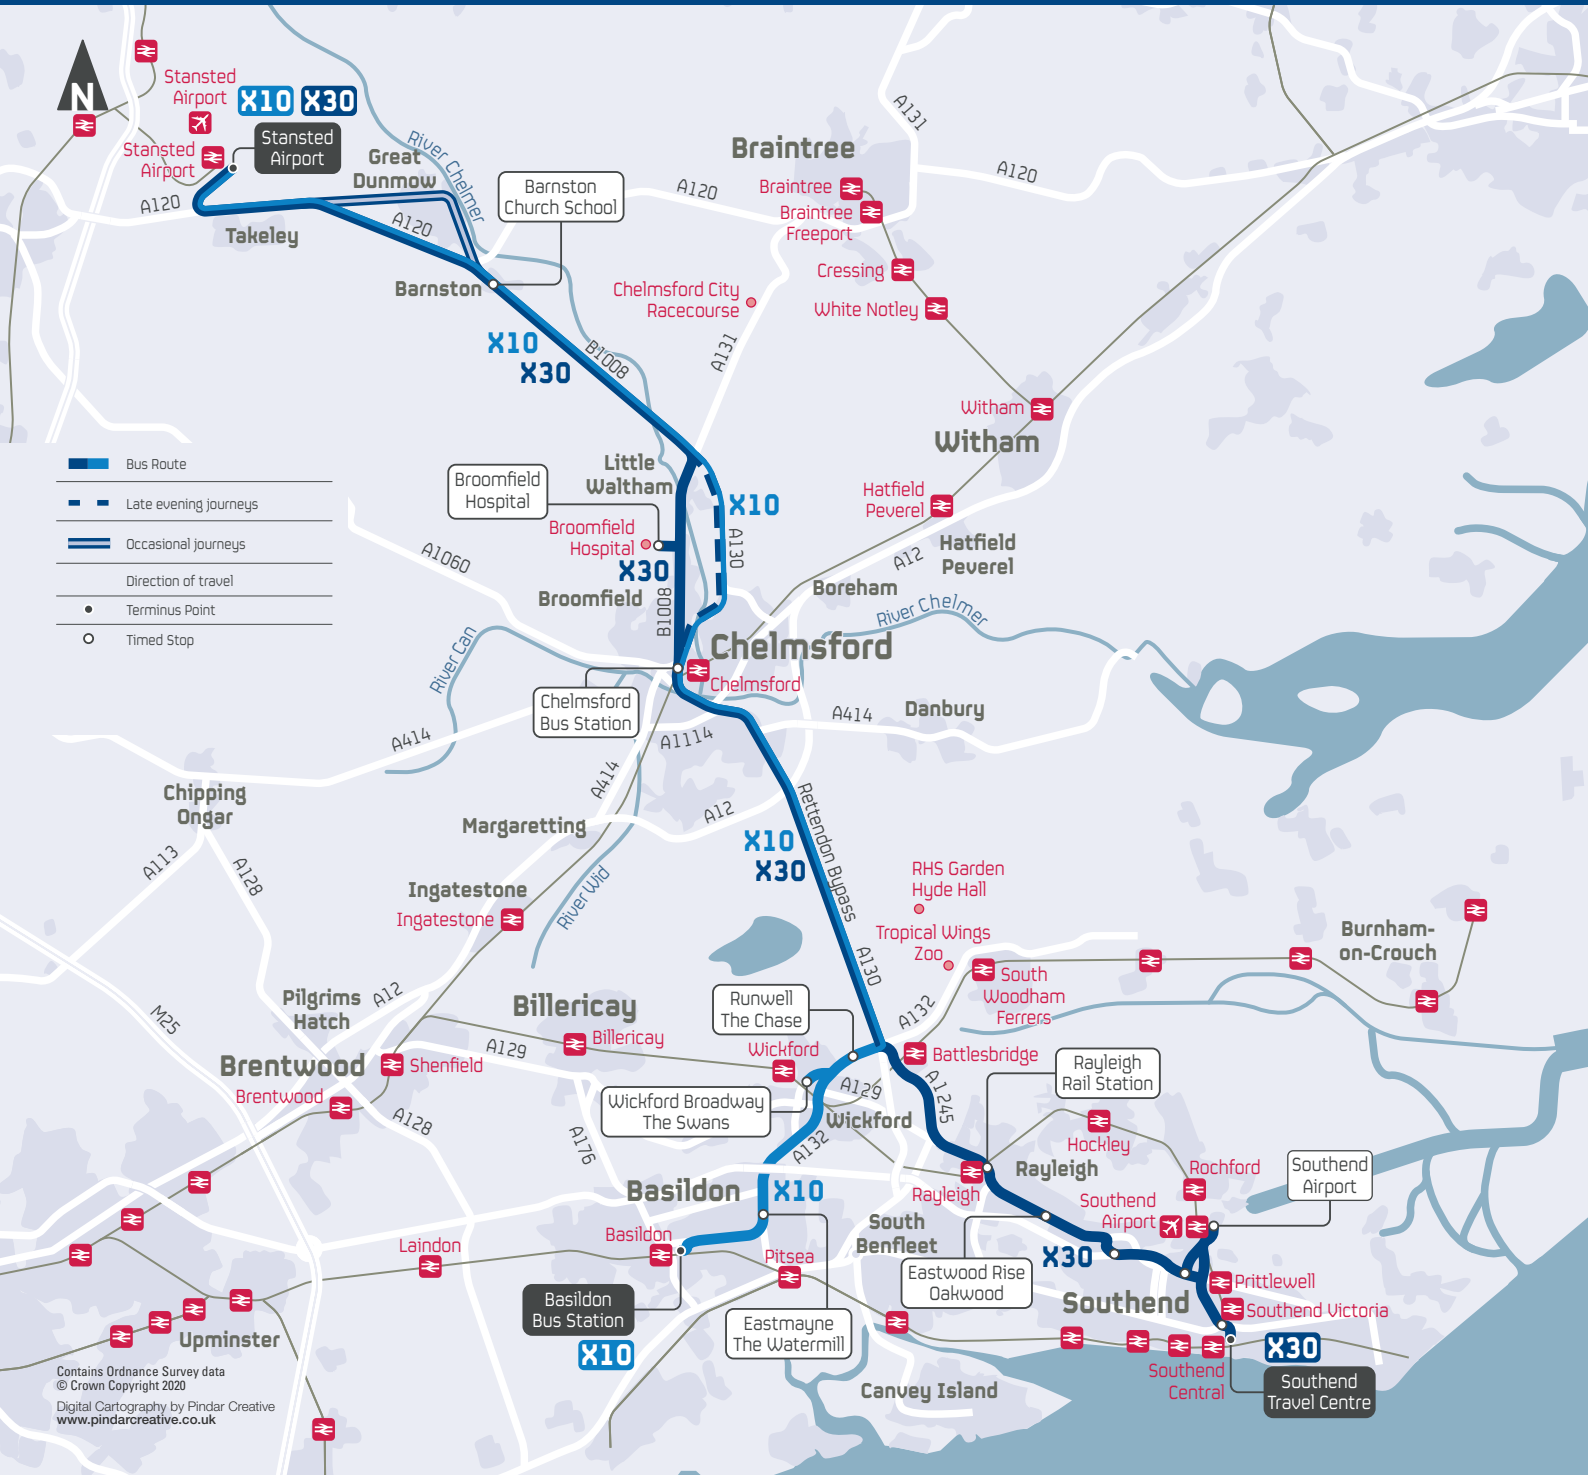 N
Stansted
Airport
X10
X30
Stansted
Airport
Stansted
Airport
Great
Dunmow
River Chelmer
A120
Takeley
A120
Barnston
Barnston
Church School
A120
Braintree
A131
A120
Braintree
Braintree
Freeport
Cressing
White Notley
Chelmsford City
Racecourse
A131
X10
X30
B1008
Witham
Witham
Bus Route
Late evening journeys
Occasional journeys
Direction of travel
Terminus Point
Timed Stop
Little
Waltham
Broomfield
Hospital
Broomfield
Hospital
X30
Broomfield
B1008
X10
A130
Hatfield
Peverel
Hatfield
Peverel
A12
Boreham
River Chelmer
A1060
River Can
Chelmsford
Chelmsford
Chelmsford
Bus Station
A414
A1114
A414
Danbury
A414
Chipping
Ongar
A113
A128
Margaretting
A12
Rettendon Bypass
X10
X30
Ingatestone
Ingatestone
River Wid
RHS Garden
Hyde Hall
Tropical Wings
Zoo
South
Woodham
Ferrers
Burnham-
on-Crouch
A130
A132
M25
Pilgrims
Hatch
A12
Brentwood
Brentwood
Shenfield
A129
A128
Billericay
Billericay
Runwell
The Chase
Wickford
Battlesbridge
Wickford Broadway
The Swans
A129
Wickford
A132
A176
A1245
Rayleigh
Rail Station
Hockley
Rayleigh
Rayleigh
Rochford
Southend
Airport
Southend
Airport
Basildon
X10
Basildon
Laindon
Pitsea
South
Benfleet
Eastwood Rise
Oakwood
X30
Prittlewell
Southend
Southend Victoria
Basildon
Bus Station
X10
Eastmayne
The Watermill
Upminster
Canvey Island
Southend
Central
X30
Southend
Travel Centre
Contains Ordnance Survey data
© Crown Copyright 2020
Digital Cartography by Pindar Creative
www.pindarcreative.co.uk